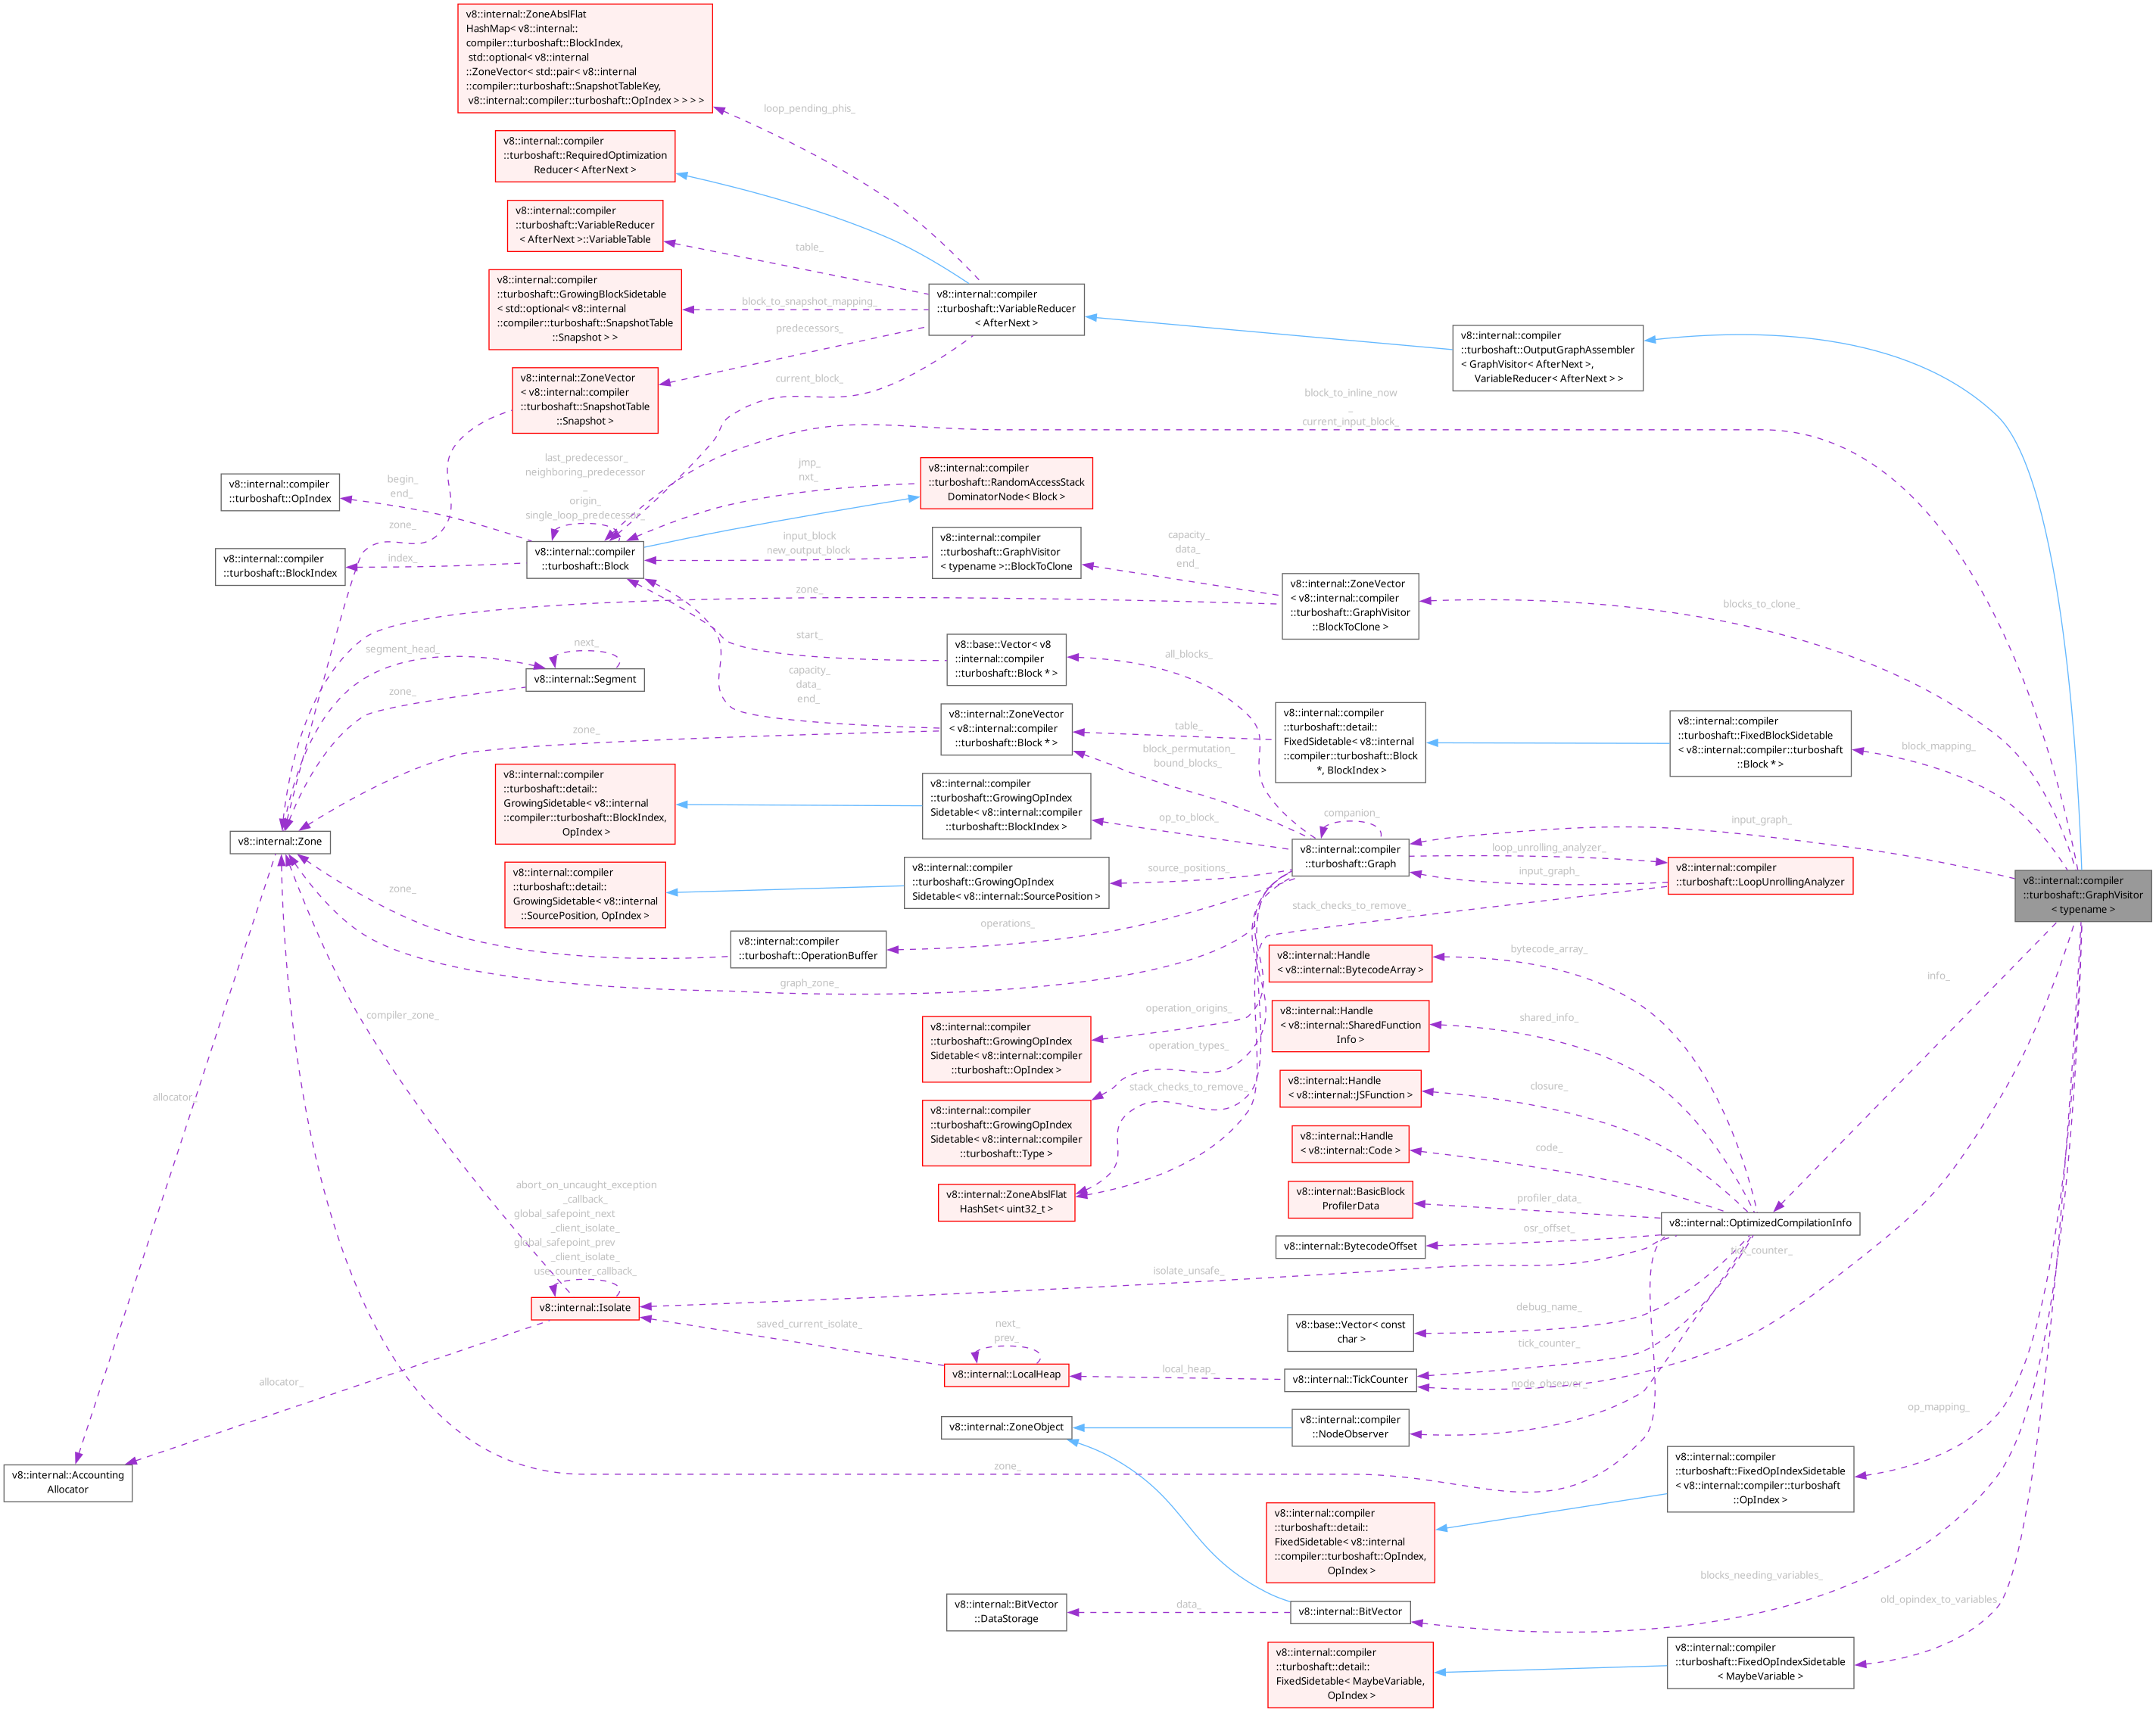 v8::internal::ZoneAbslFlat
HashMap< v8::internal::
compiler::turboshaft::BlockIndex,
std::optional< v8::internal
::ZoneVector< std::pair< v8::internal
::compiler::turboshaft::SnapshotTableKey,
v8::internal::compiler::turboshaft::OpIndex > > > >
loop_pending_phis_
v8::internal::compiler
::turboshaft::RequiredOptimization
Reducer< AfterNext >
v8::internal::compiler
::turboshaft::VariableReducer
< AfterNext >::VariableTable
table_
v8::internal::compiler
::turboshaft::GrowingBlockSidetable
< std::optional< v8::internal
::compiler::turboshaft::SnapshotTable
::Snapshot > >
block_to_snapshot_mapping_
v8::internal::compiler
::turboshaft::VariableReducer
< AfterNext >
predecessors_
v8::internal::compiler
::turboshaft::OutputGraphAssembler
< GraphVisitor< AfterNext >,
VariableReducer< AfterNext > >
v8::internal::ZoneVector
< v8::internal::compiler
::turboshaft::SnapshotTable
::Snapshot >
current_block_
block_to_inline_now
_
current_input_block_
v8::internal::compiler
::turboshaft::OpIndex
begin_
end_
last_predecessor_
neighboring_predecessor
_
origin_
single_loop_predecessor_
jmp_
nxt_
v8::internal::compiler
::turboshaft::RandomAccessStack
DominatorNode< Block >
zone_
v8::internal::compiler
::turboshaft::BlockIndex
index_
v8::internal::compiler
::turboshaft::Block
input_block
new_output_block
v8::internal::compiler
::turboshaft::GraphVisitor
< typename >::BlockToClone
capacity_
data_
end_
v8::internal::ZoneVector
< v8::internal::compiler
::turboshaft::GraphVisitor
::BlockToClone >
blocks_to_clone_
zone_
segment_head_
next_
v8::internal::Segment
zone_
start_
v8::base::Vector< v8
::internal::compiler
::turboshaft::Block * >
all_blocks_
capacity_
data_
end_
v8::internal::ZoneVector
< v8::internal::compiler
::turboshaft::Block * >
zone_
table_
block_permutation_
bound_blocks_
v8::internal::compiler
::turboshaft::detail::
FixedSidetable< v8::internal
::compiler::turboshaft::Block
*, BlockIndex >
v8::internal::compiler
::turboshaft::FixedBlockSidetable
< v8::internal::compiler::turboshaft
::Block * >
block_mapping_
v8::internal::compiler
::turboshaft::detail::
GrowingSidetable< v8::internal
::compiler::turboshaft::BlockIndex,
OpIndex >
v8::internal::compiler
::turboshaft::GrowingOpIndex
Sidetable< v8::internal::compiler
::turboshaft::BlockIndex >
op_to_block_
companion_
v8::internal::compiler
::turboshaft::Graph
input_graph_
loop_unrolling_analyzer_
input_graph_
v8::internal::compiler
::turboshaft::LoopUnrollingAnalyzer
v8::internal::compiler
::turboshaft::GraphVisitor
< typename >
v8::internal::Zone
v8::internal::compiler
::turboshaft::detail::
GrowingSidetable< v8::internal
::SourcePosition, OpIndex >
v8::internal::compiler
::turboshaft::GrowingOpIndex
Sidetable< v8::internal::SourcePosition >
source_positions_
zone_
stack_checks_to_remove_
v8::internal::compiler
::turboshaft::OperationBuffer
operations_
graph_zone_
v8::internal::Handle
< v8::internal::BytecodeArray >
bytecode_array_
info_
compiler_zone_
v8::internal::compiler
::turboshaft::GrowingOpIndex
Sidetable< v8::internal::compiler
::turboshaft::OpIndex >
operation_origins_
v8::internal::Handle
< v8::internal::SharedFunction
Info >
shared_info_
operation_types_
v8::internal::compiler
::turboshaft::GrowingOpIndex
Sidetable< v8::internal::compiler
::turboshaft::Type >
stack_checks_to_remove_
v8::internal::Handle
< v8::internal::JSFunction >
closure_
allocator_
v8::internal::Handle
< v8::internal::Code >
code_
v8::internal::ZoneAbslFlat
HashSet< uint32_t >
v8::internal::BasicBlock
ProfilerData
profiler_data_
abort_on_uncaught_exception
_callback_
global_safepoint_next
_client_isolate_
global_safepoint_prev
_client_isolate_
use_counter_callback_
v8::internal::BytecodeOffset
osr_offset_
v8::internal::OptimizedCompilationInfo
tick_counter_
isolate_unsafe_
v8::internal::Isolate
v8::base::Vector< const
char >
debug_name_
saved_current_isolate_
next_
prev_
v8::internal::LocalHeap
local_heap_
tick_counter_
v8::internal::TickCounter
node_observer_
allocator_
v8::internal::ZoneObject
v8::internal::compiler
::NodeObserver
op_mapping_
v8::internal::Accounting
Allocator
zone_
v8::internal::compiler
::turboshaft::FixedOpIndexSidetable
< v8::internal::compiler::turboshaft
::OpIndex >
v8::internal::compiler
::turboshaft::detail::
FixedSidetable< v8::internal
::compiler::turboshaft::OpIndex,
OpIndex >
blocks_needing_variables_
v8::internal::BitVector
::DataStorage
data_
v8::internal::BitVector
old_opindex_to_variables
v8::internal::compiler
::turboshaft::detail::
FixedSidetable< MaybeVariable,
OpIndex >
v8::internal::compiler
::turboshaft::FixedOpIndexSidetable
< MaybeVariable >